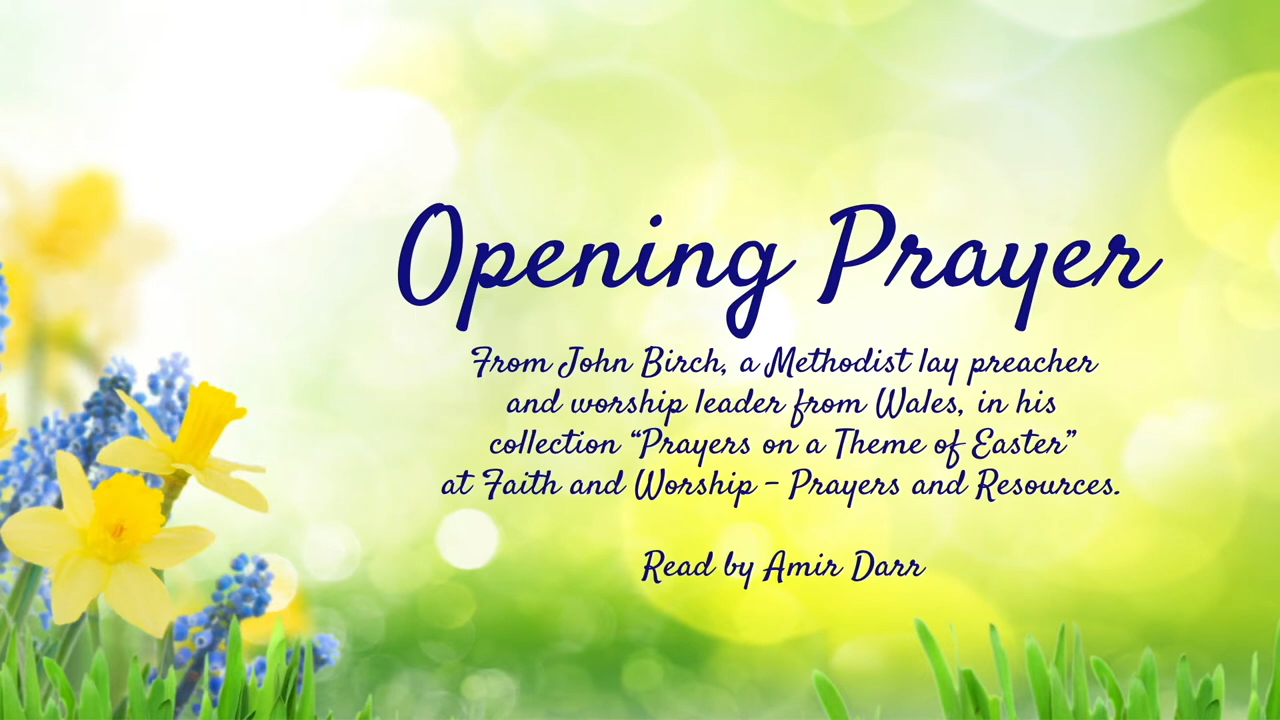 Opening Prayer
From John Birch, a Methodist lay preacher
and worship leader from Wales, in his
collection “Prayers on a Theme of Easter”
at Faith and Worship – Prayers and Resources.
Read by Amir Darr